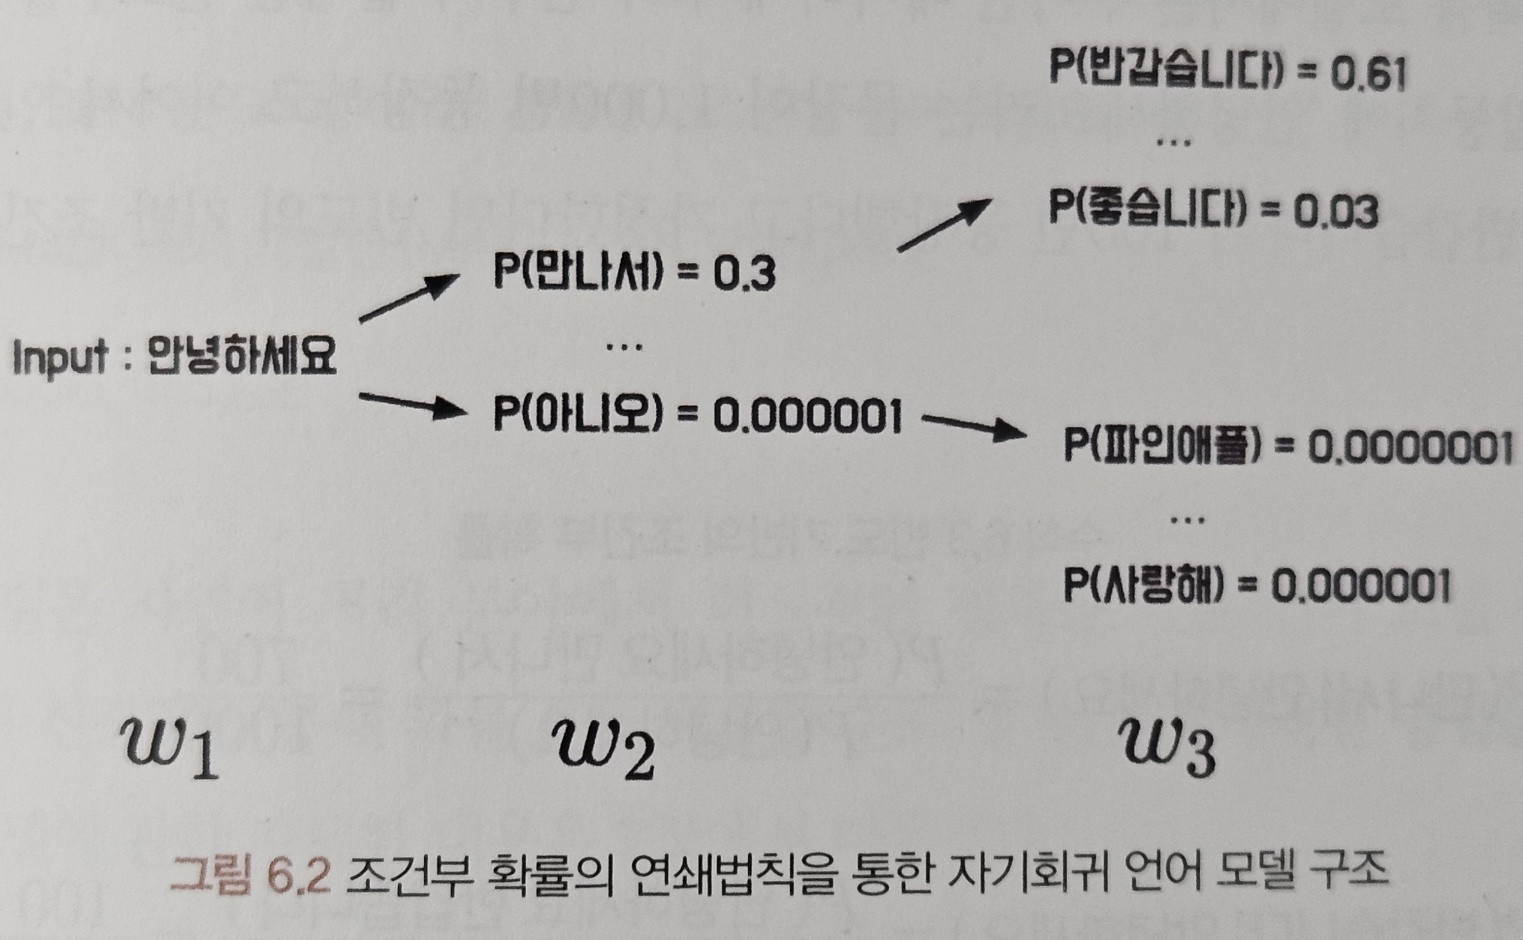 P(반갑습니다) = 0.61
...
P(좋습니다) = 0.03
P(만나서) = 0.3
...
Input : 안녕하세요
P(아니오) = 0.000001
P(파인애플) = 0.0000001
...
P(사랑해) = 0.000001
w1 w2 w3
그림 6.2 조건부 확률의 연쇄법칙을 통한 자기회귀 언어 모델 구조